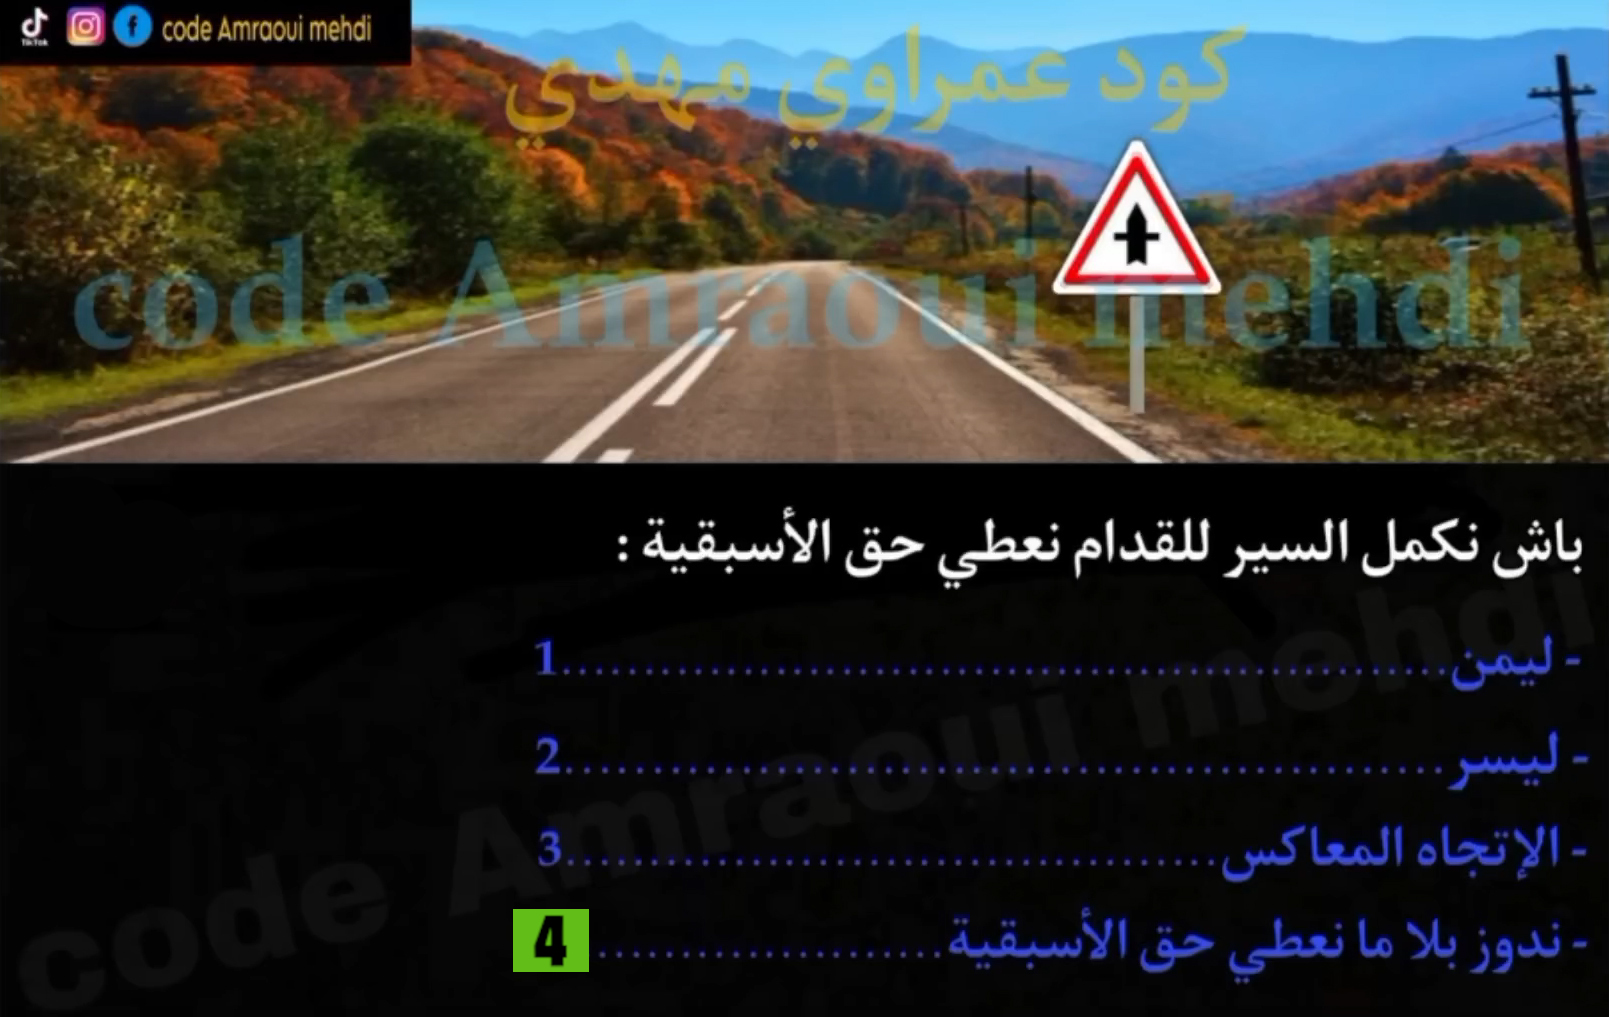 TikTok
code Amraoui mehdi
كود عمراوي مهدي
code Amraoui mehdi
باش نكمل السير للقدام نعطي حق الأسبقية :
- ليمن......................................................1
- ليسر......................................................2
- الإتجاه المعاكس........................................3
- ندوز بلا ما نعطي حق الأسبقية..................... 4
code Amraoui mehdi